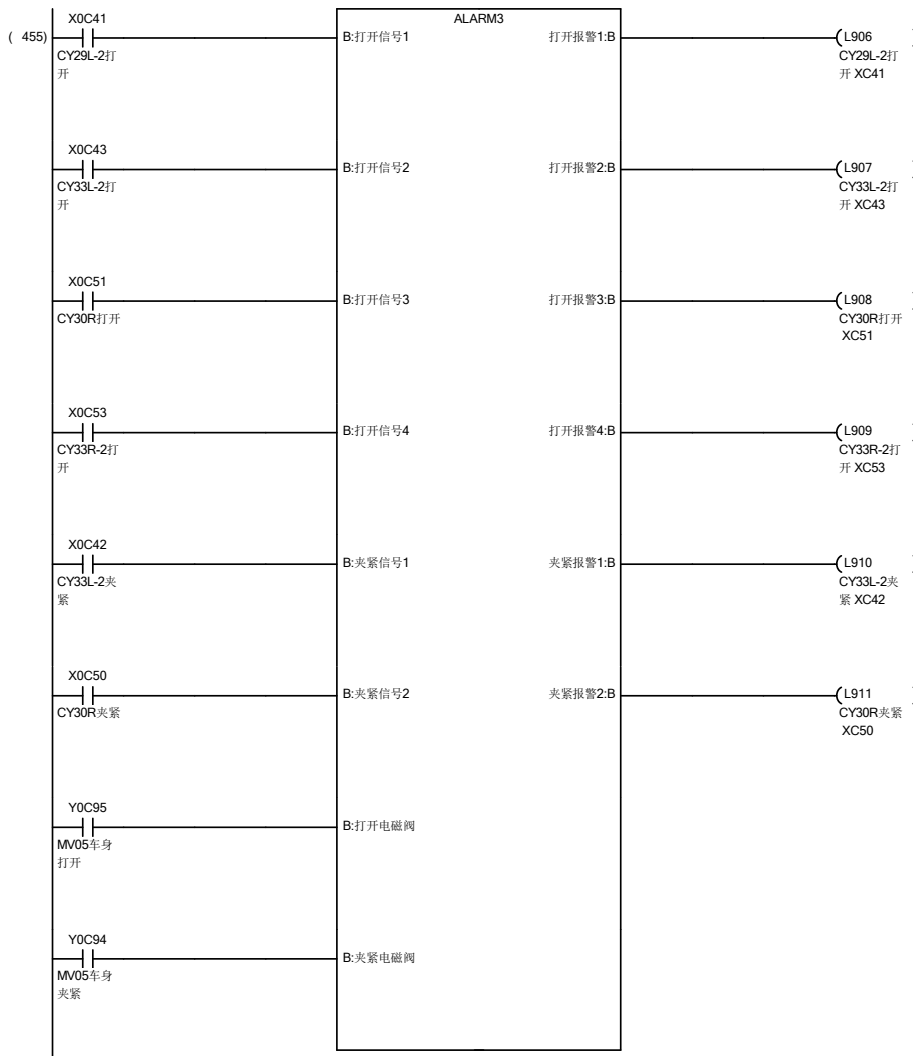 X0C41
ALARM3
( 455)
B:打开信号1
打开报警1:B
L906
CY29L-2打
开
CY29L-2打
开 XC41
X0C43
B:打开信号2
打开报警2:B
L907
CY33L-2打
开
CY33L-2打
开 XC43
X0C51
B:打开信号3
打开报警3:B
L908
CY30R打开
CY30R打开
XC51
X0C53
B:打开信号4
打开报警4:B
L909
CY33R-2打
开
CY33R-2打
开 XC53
X0C42
B:夹紧信号1
夹紧报警1:B
L910
CY33L-2夹
紧
CY33L-2夹
紧 XC42
X0C50
B:夹紧信号2
夹紧报警2:B
L911
CY30R夹紧
CY30R夹紧
XC50
Y0C95
B:打开电磁阀
MV05车身
打开
Y0C94
B:夹紧电磁阀
MV05车身
夹紧